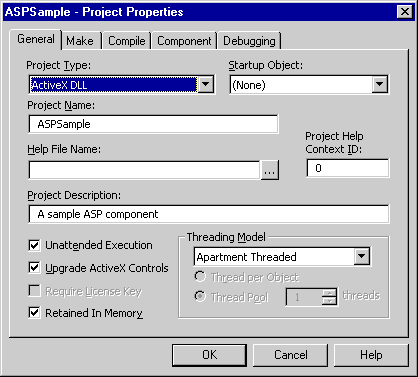 ASPSample - Project Properties
General Make Compile Component Debugging
Project Type: Startup Object:
ActiveX DLL (None)
Project Name:
ASPSample
Help File Name: Project Help Context ID:
... 0
Project Description:
A sample ASP component
Unattended Execution
Upgrade ActiveX Controls
Require License Key
Retained In Memory
Threading Model
Apartment Threaded
Thread per Object
Thread Pool 1 threads
OK Cancel Help